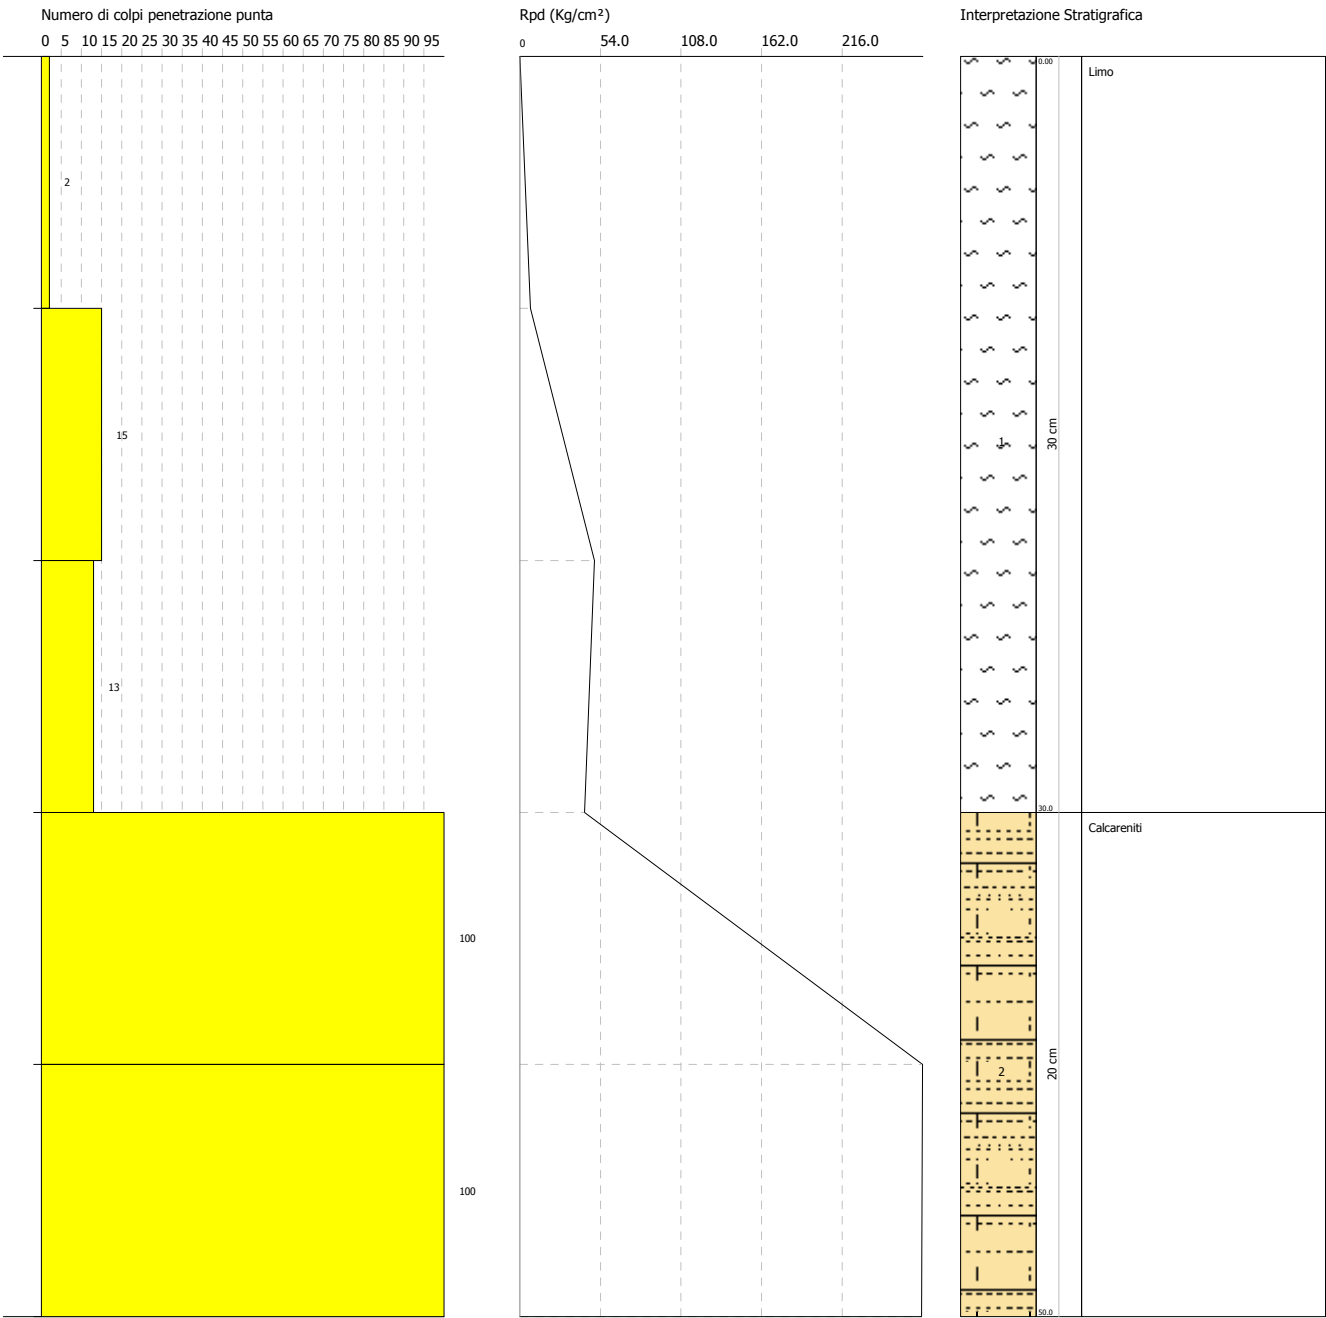 Numero di colpi penetrazione punta
Rpd (Kg/cm²)
Interpretazione Stratigrafica
0 5 10 15 20 25 30 35 40 45 50 55 60 65 70 75 80 85 90 95
0 54.0 108.0 162.0 216.0
0.00
Limo
2
15
1
30 cm
13
30.0
Calcareniti
100
2
20 cm
100
50.0